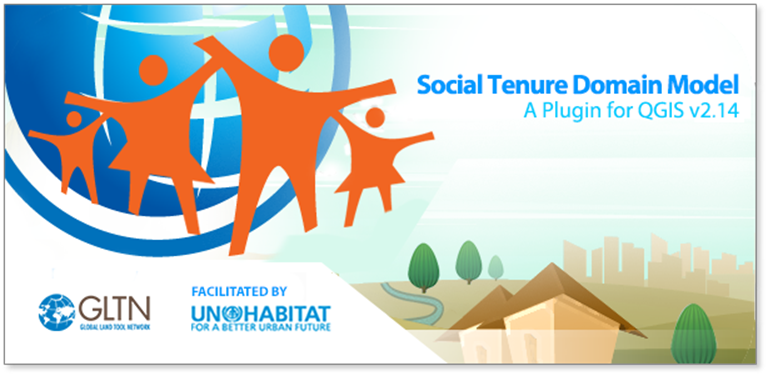 Social Tenure Domain Model
A Plugin for QGIS v2.14
GLTN
GLOBAL LAND TOOL NETWORK
FACILITATED BY
UN HABITAT
FOR A BETTER URBAN FUTURE